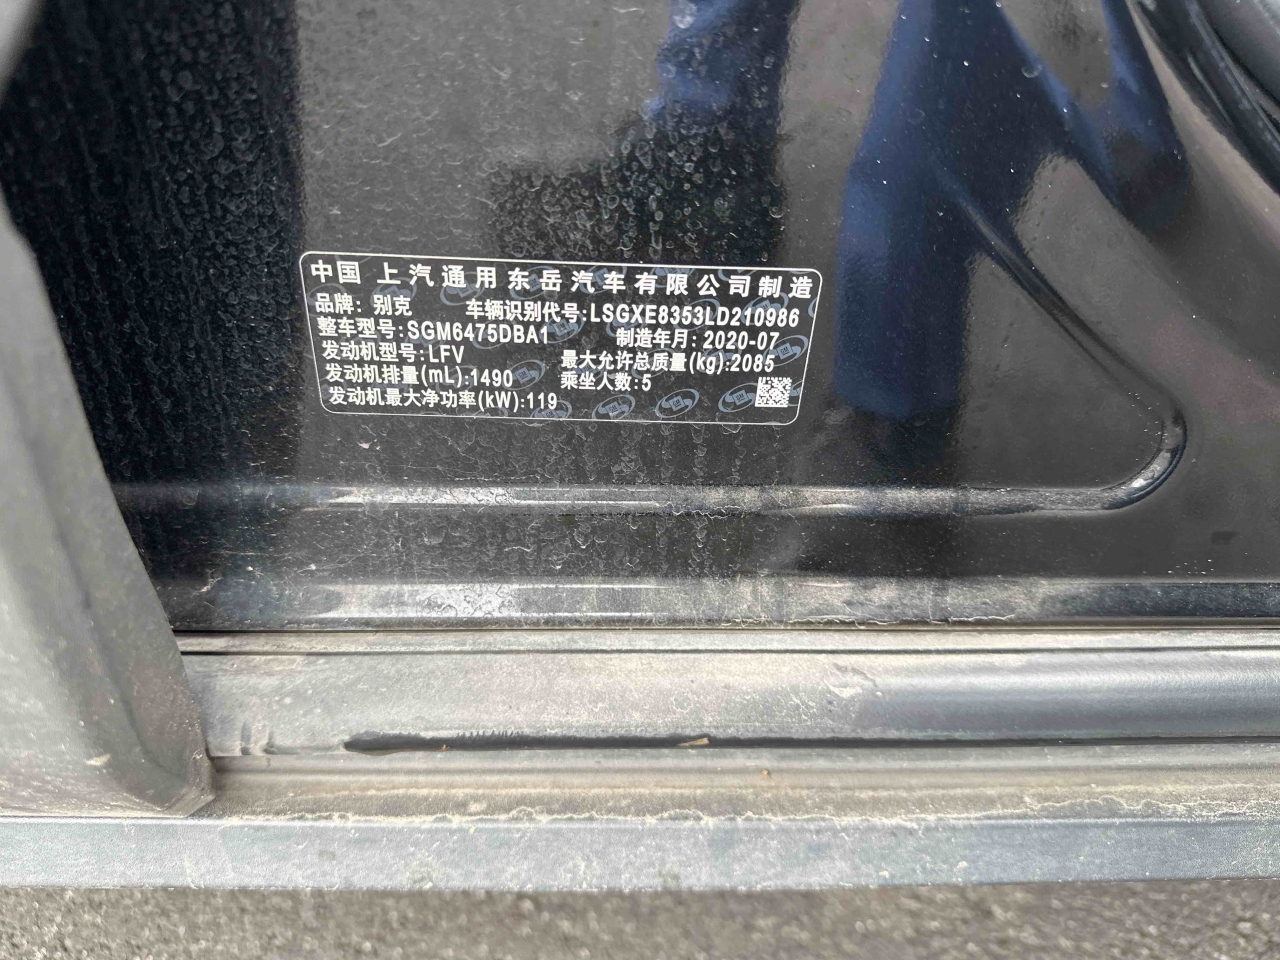 中国 上汽通用东岳汽车有限公司制造
品牌: 别克 车辆识别代号:LSGXE8353LD210986
整车型号:SGM6475DBA1 制造年月: 2020-07
发动机型号:LFV 最大允许总质量(kg):2085
发动机排量(mL):1490 乘坐人数:5
发动机最大净功率(kW):119